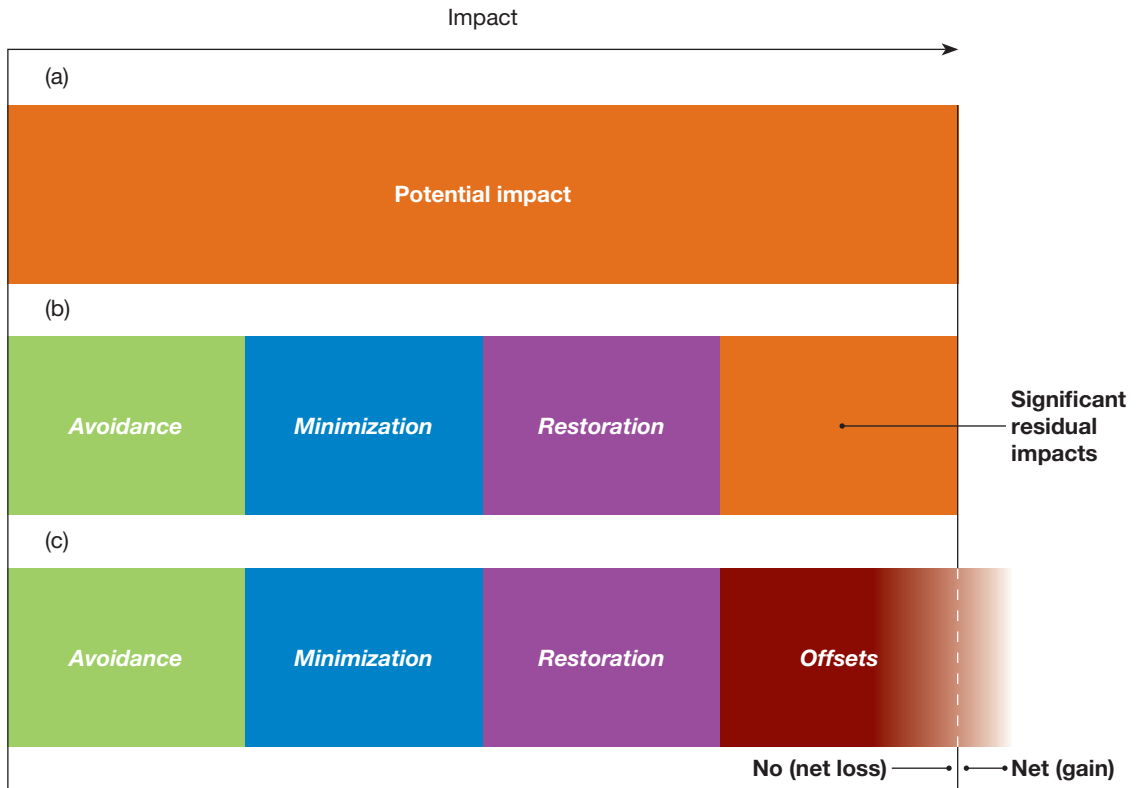 Impact
(a)
Potential impact
(b)
Avoidance
Minimization
Restoration
Significant
residual
impacts
(c)
Avoidance
Minimization
Restoration
Offsets
No (net loss)
Net (gain)